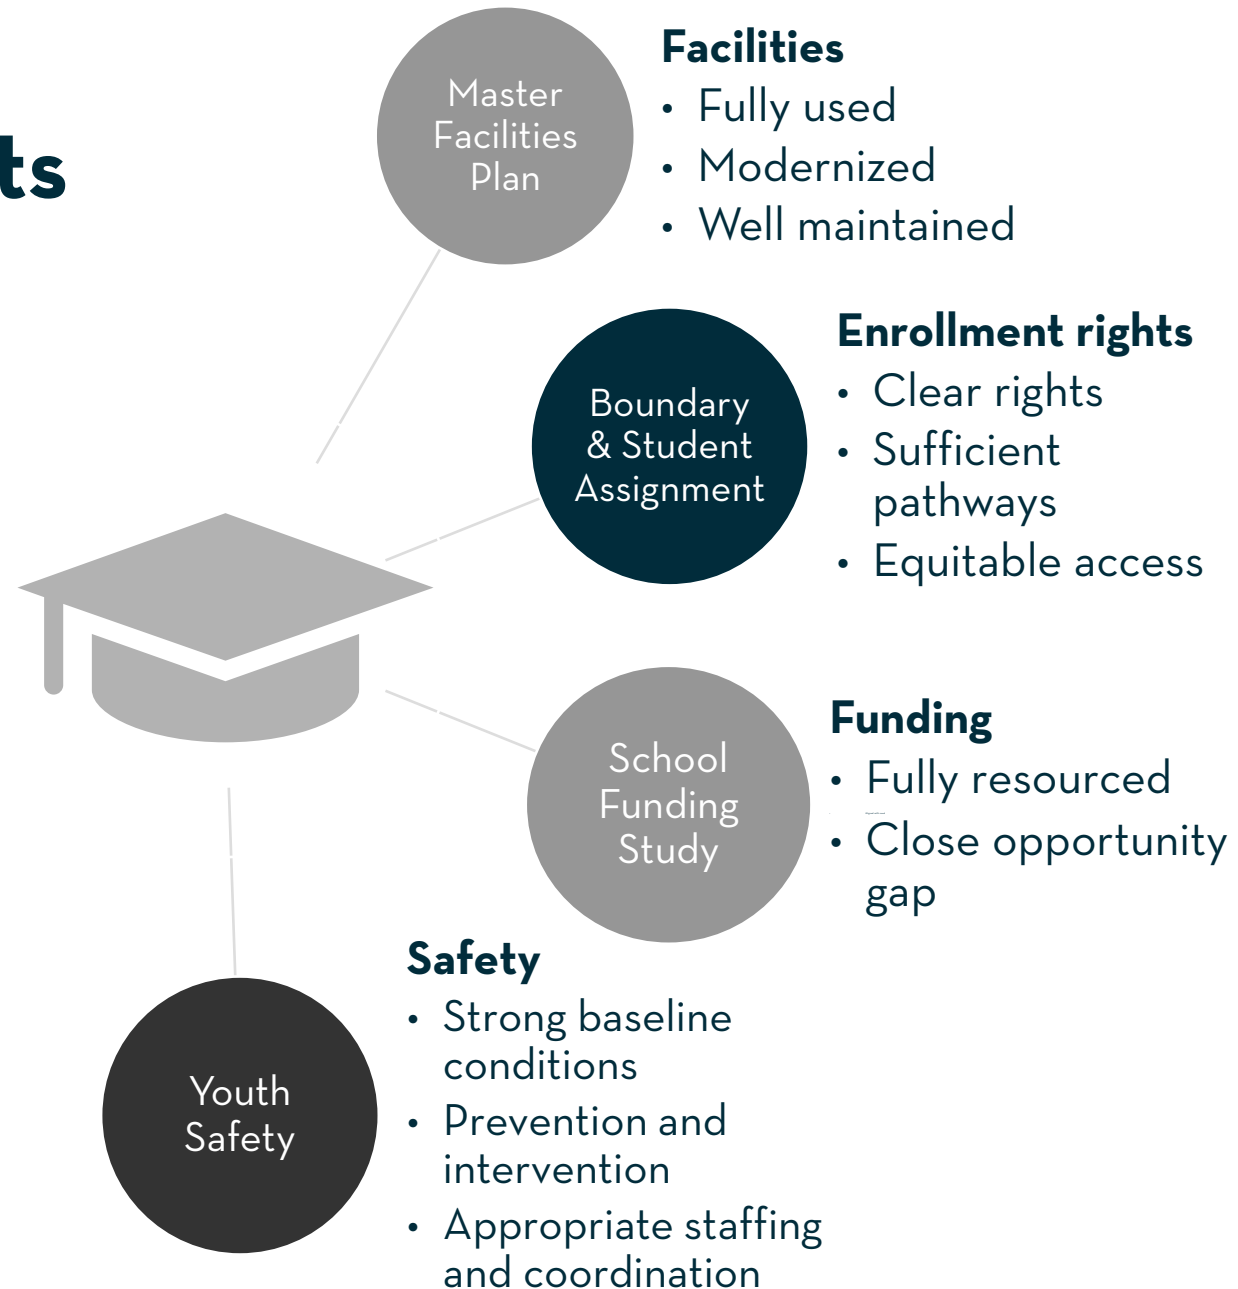 ts
Master
Facilities
Plan
Facilities
• Fully used
• Modernized
• Well maintained
Boundary
& Student
Assignment
Enrollment rights
• Clear rights
• Sufficient
pathways
• Equitable access
School
Funding
Study
Funding
• Fully resourced
• Close opportunity
gap
Youth
Safety
Safety
• Strong baseline
conditions
• Prevention and
intervention
• Appropriate staffing
and coordination